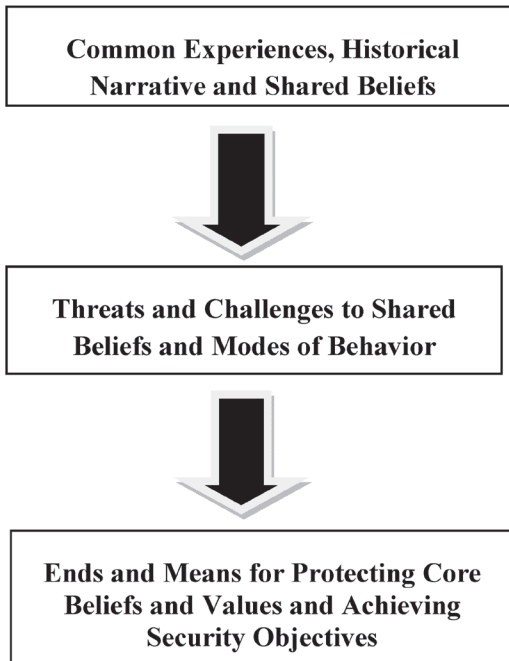 Common Experiences, Historical
Narrative and Shared Beliefs
Threats and Challenges to Shared
Beliefs and Modes of Behavior
Ends and Means for Protecting Core
Beliefs and Values and Achieving
Security Objectives